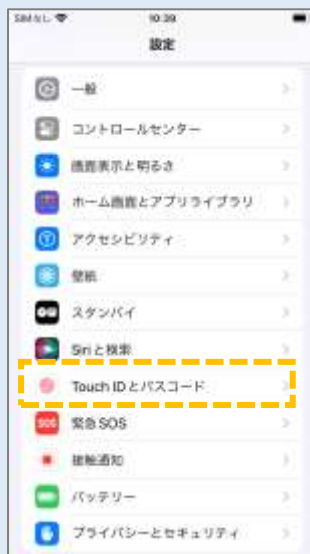 SIMなし 10:39
設定
一般
コントロールセンター
画面表示と明るさ
ホーム画面とアプリライブラリ
アクセシビリティ
壁紙
スタンバイ
Siriと検索
Touch IDとパスコード
SOS 緊急SOS
接触通知
バッテリー
プライバシーとセキュリティ